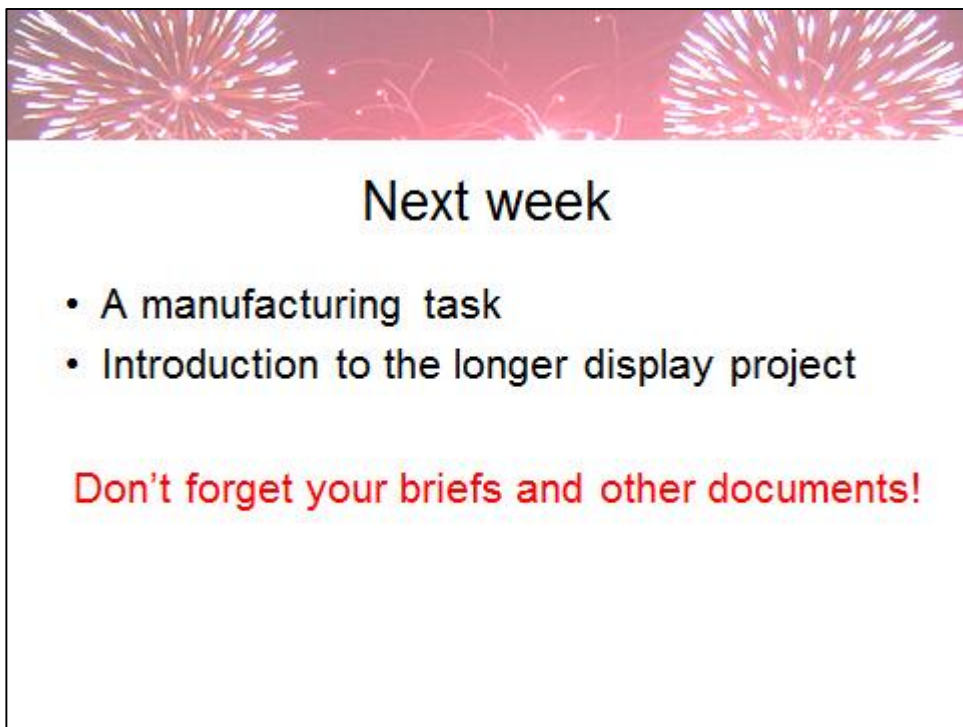 Next week
• A manufacturing task
• Introduction to the longer display project
Don't forget your briefs and other documents!